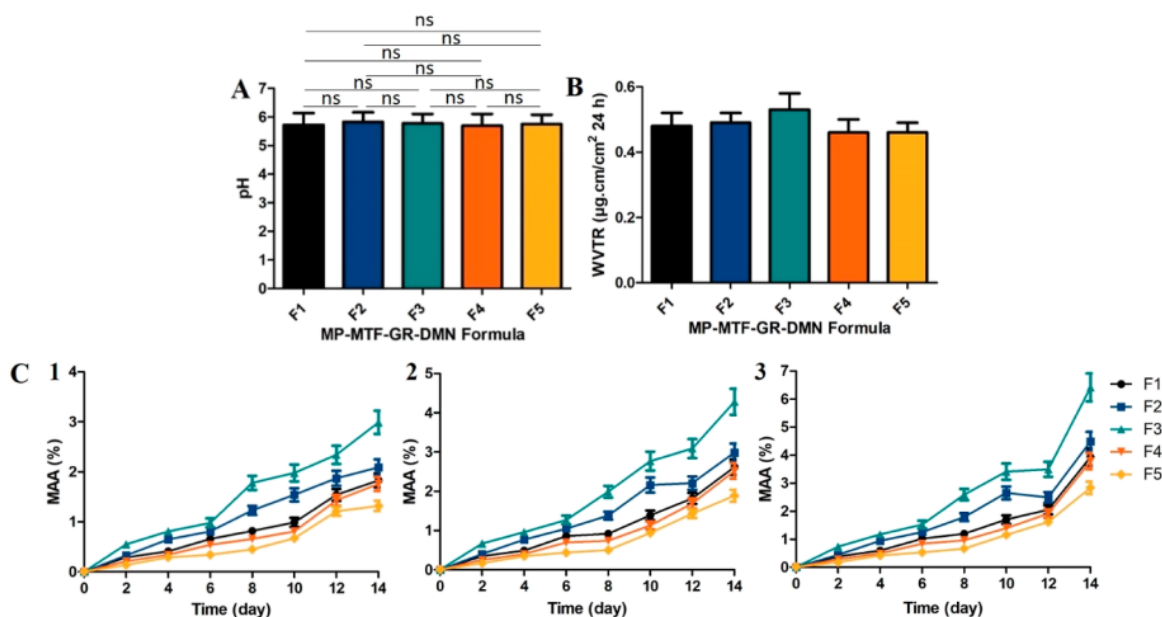 ns
ns
ns
ns
ns ns
ns ns ns ns
A
pH
7
6
5
4
3
2
1
0
F1 F2 F3 F4 F5
MP-MTF-GR-DMN Formula
B
WVTR (µg.cm/cm² 24 h)
0.6
0.4
0.2
0.0
F1 F2 F3 F4 F5
MP-MTF-GR-DMN Formula
C 1
MAA (%)
4
3
2
1
0
0 2 4 6 8 10 12 14
Time (day)
2
MAA (%)
5
4
3
2
1
0
0 2 4 6 8 10 12 14
Time (day)
3
MAA (%)
7
6
5
4
3
2
1
0
0 2 4 6 8 10 12 14
Time (day)
F1
F2
F3
F4
F5